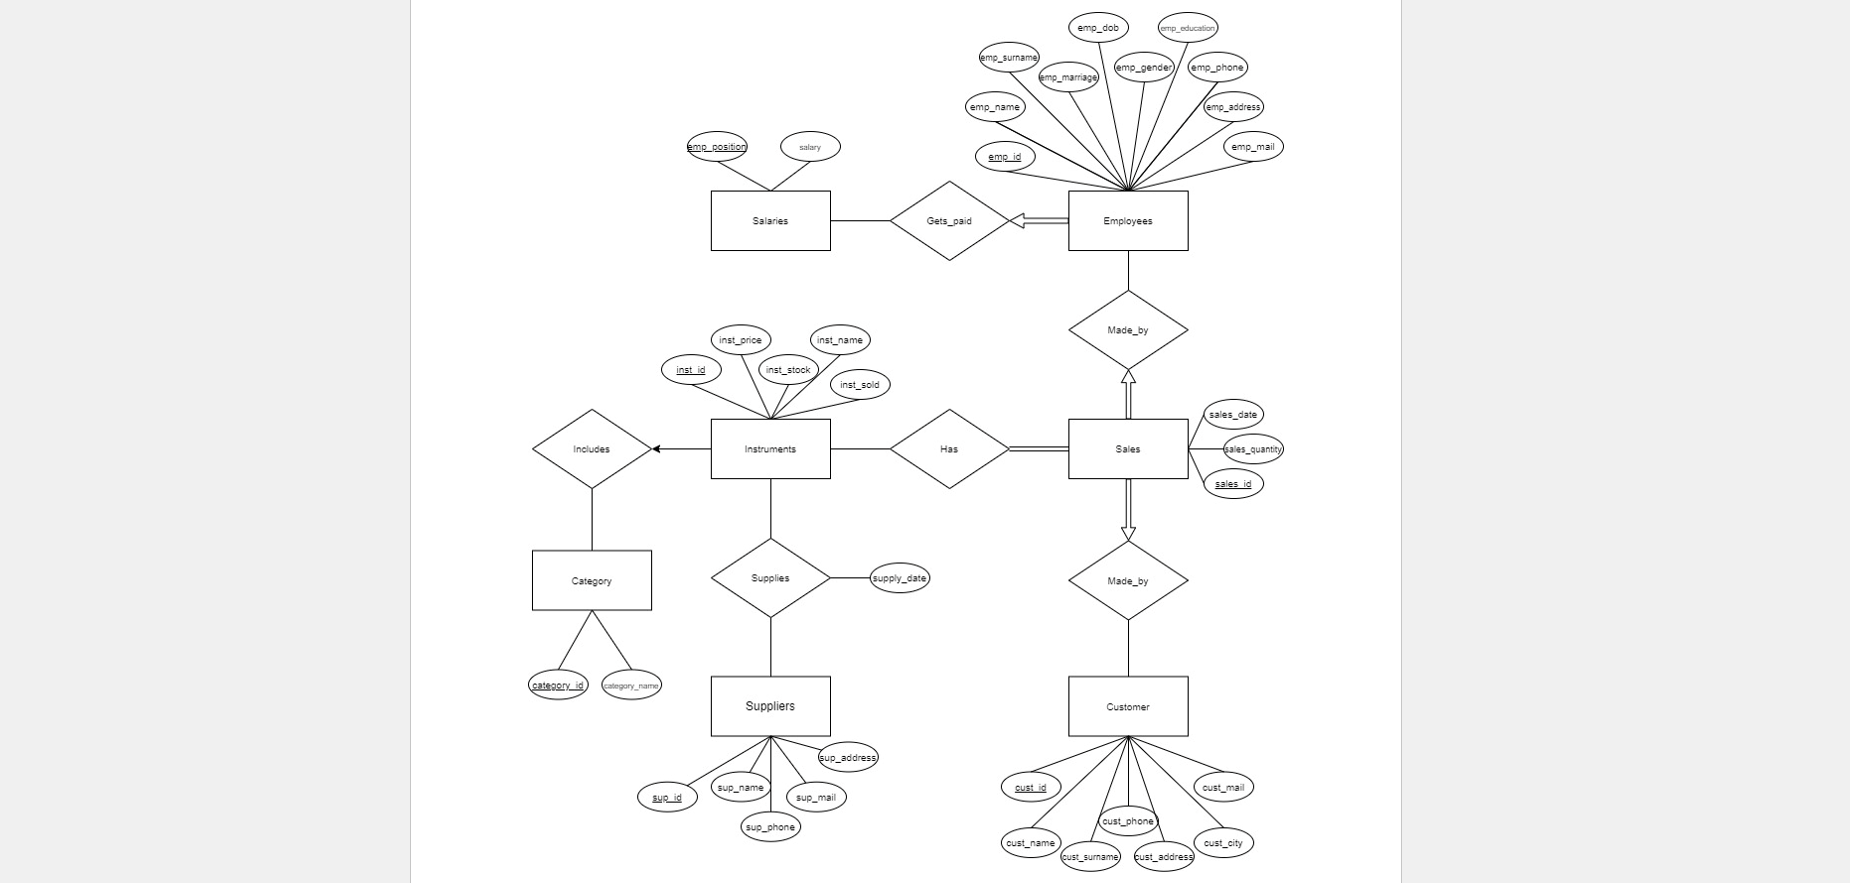 emp_dob
emp_education
emp_surname
emp_marriage
emp_gender
emp_phone
emp_name
emp_address
emp_position
salary
emp_id
emp_mail
Salaries
Gets_paid
Employees
Made_by
inst_price
inst_name
inst_id
inst_stock
inst_sold
sales_date
Includes
Instruments
Has
Sales
sales_quantity
sales_id
Category
Supplies
supply_date
Made_by
category_id
category_name
Suppliers
Customer
sup_address
sup_id
sup_name
sup_mail
sup_phone
cust_id
cust_mail
cust_phone
cust_name
cust_surname
cust_address
cust_city